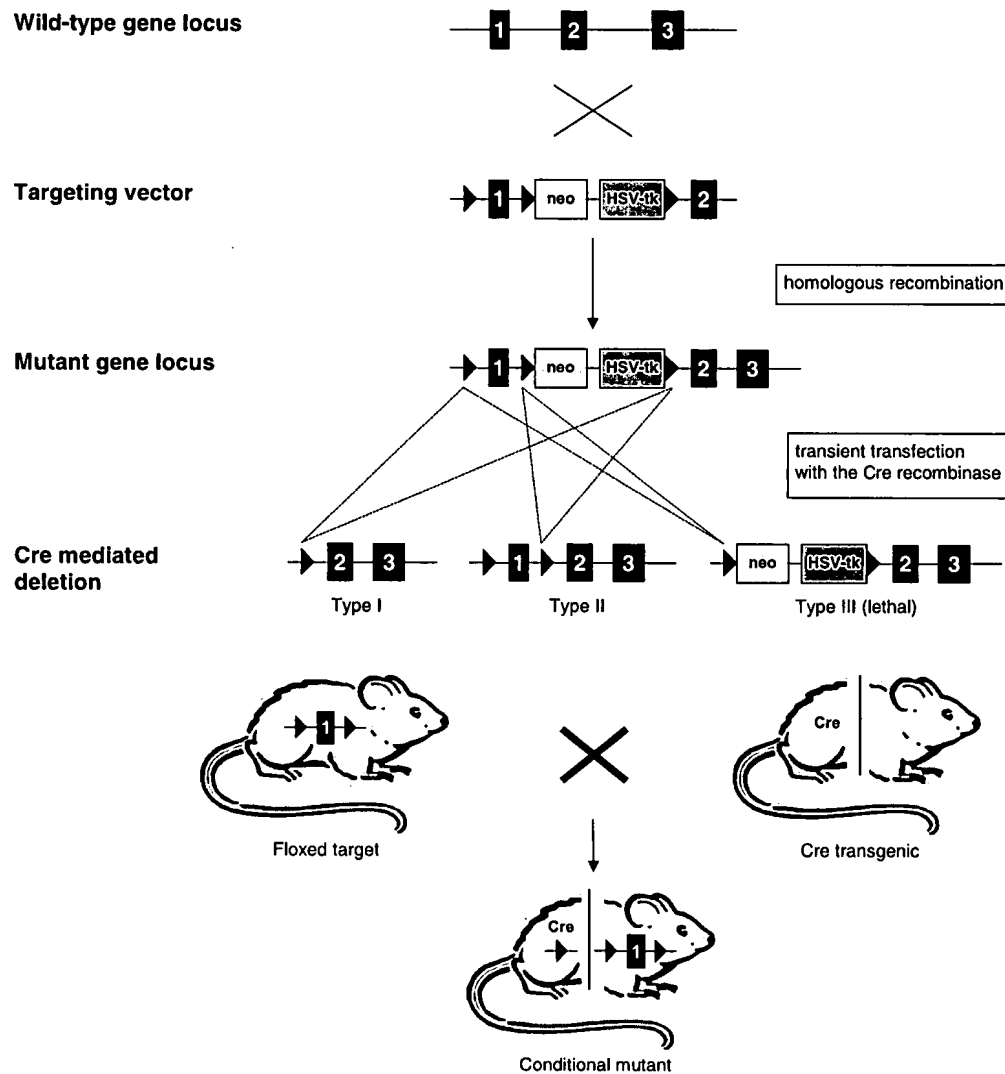 Wild-type gene locus
1 2 3
Targeting vector
1 neo HSV-tk 2
homologous recombination
Mutant gene locus
1 neo HSV-tk 2 3
transient transfection
with the Cre recombinase
Cre mediated
deletion
2 3
1 2 3
neo HSV-tk 2 3
Type I
Type II
Type III (lethal)
1
Cre
Floxed target
Cre transgenic
Cre
1
Conditional mutant